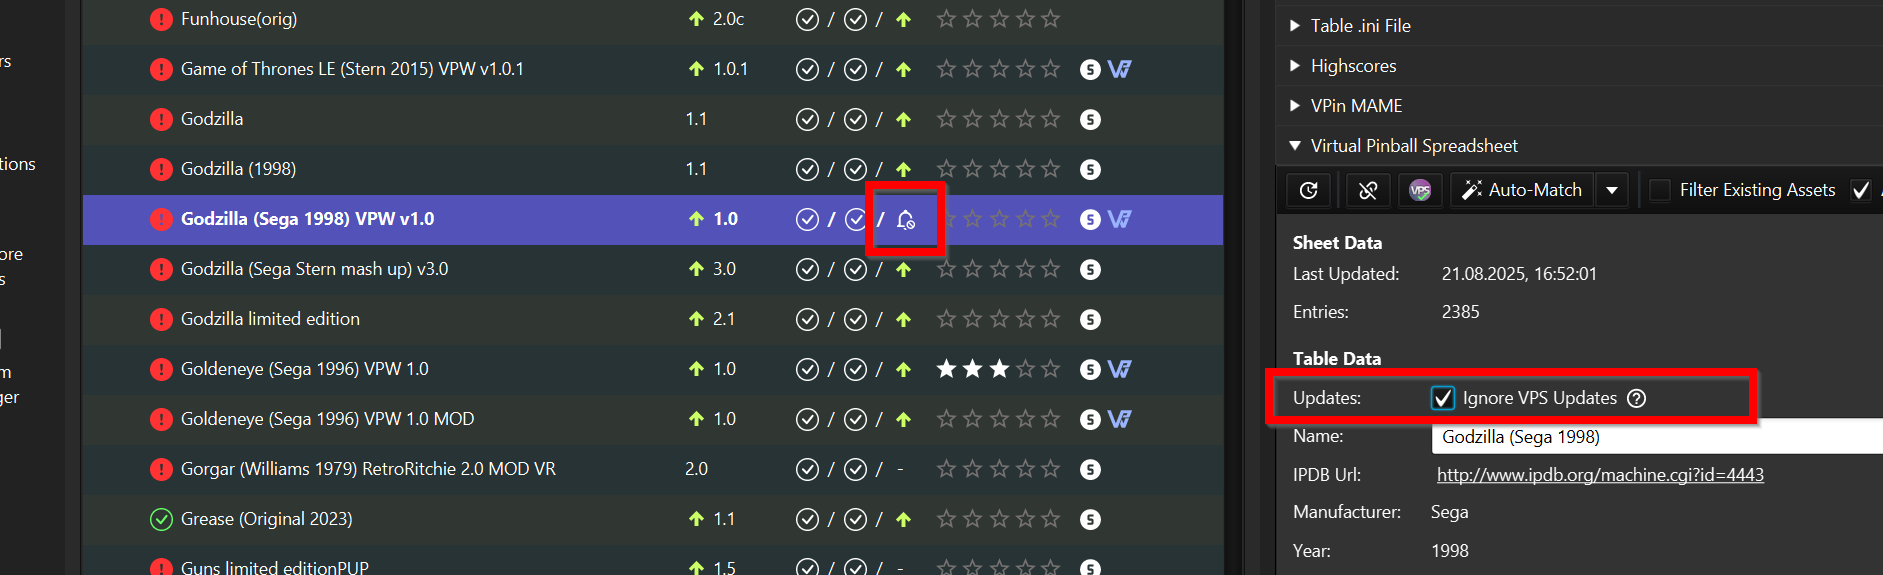 rs
tions
ore
s
m
ger
Funhouse(orig) 2.0c / /
Game of Thrones LE (Stern 2015) VPW v1.0.1 1.0.1 / / S VP
Godzilla 1.1 / / S
Godzilla (1998) 1.1 / / S
Godzilla (Sega 1998) VPW v1.0 1.0 / / S VP
Godzilla (Sega Stern mash up) v3.0 3.0 / / S
Godzilla limited edition 2.1 / / S
Goldeneye (Sega 1996) VPW 1.0 1.0 / / S VP
Goldeneye (Sega 1996) VPW 1.0 MOD 1.0 / / S VP
Gorgar (Williams 1979) RetroRitchie 2.0 MOD VR 2.0 / / - S
Grease (Original 2023) 1.1 / / S
Guns limited editionPUP 1.5 / / - S
Table .ini File
Highscores
VPin MAME
Virtual Pinball Spreadsheet
VPS Auto-Match Filter Existing Assets
Sheet Data
Last Updated: 21.08.2025, 16:52:01
Entries: 2385
Table Data
Updates: Ignore VPS Updates ?
Name: Godzilla (Sega 1998)
IPDB Url: http://www.ipdb.org/machine.cgi?id=4443
Manufacturer: Sega
Year: 1998